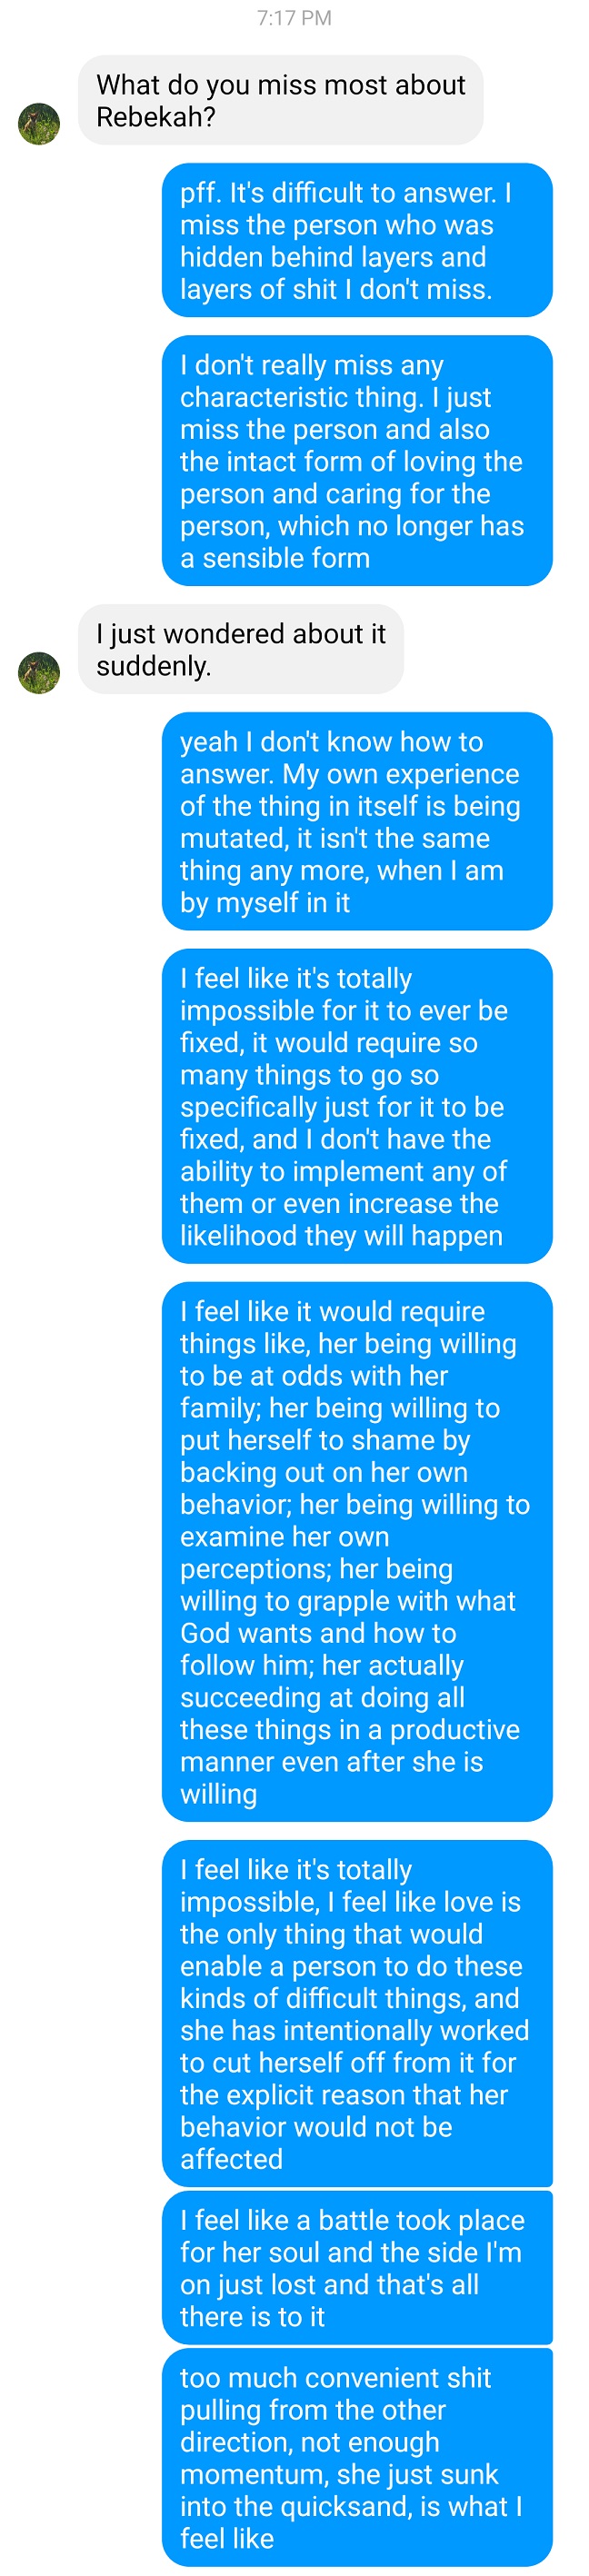 7:17 PM
What do you miss most about
Rebekah?
pff. It's difficult to answer. I
miss the person who was
hidden behind layers and
layers of shit I don't miss.
I don't really miss any
characteristic thing. I just
miss the person and also
the intact form of loving the
person and caring for the
person, which no longer has
a sensible form
I just wondered about it
suddenly.
yeah I don't know how to
answer. My own experience
of the thing in itself is being
mutated, it isn't the same
thing any more, when I am
by myself in it
I feel like it's totally
impossible for it to ever be
fixed, it would require so
many things to go so
specifically just for it to be
fixed, and I don't have the
ability to implement any of
them or even increase the
likelihood they will happen
I feel like it would require
things like, her being willing
to be at odds with her
family; her being willing to
put herself to shame by
backing out on her own
behavior; her being willing to
examine her own
perceptions; her being
willing to grapple with what
God wants and how to
follow him; her actually
succeeding at doing all
these things in a productive
manner even after she is
willing
I feel like it's totally
impossible, I feel like love is
the only thing that would
enable a person to do these
kinds of difficult things, and
she has intentionally worked
to cut herself off from it for
the explicit reason that her
behavior would not be
affected
I feel like a battle took place
for her soul and the side I'm
on just lost and that's all
there is to it
too much convenient shit
pulling from the other
direction, not enough
momentum, she just sunk
into the quicksand, is what I
feel like